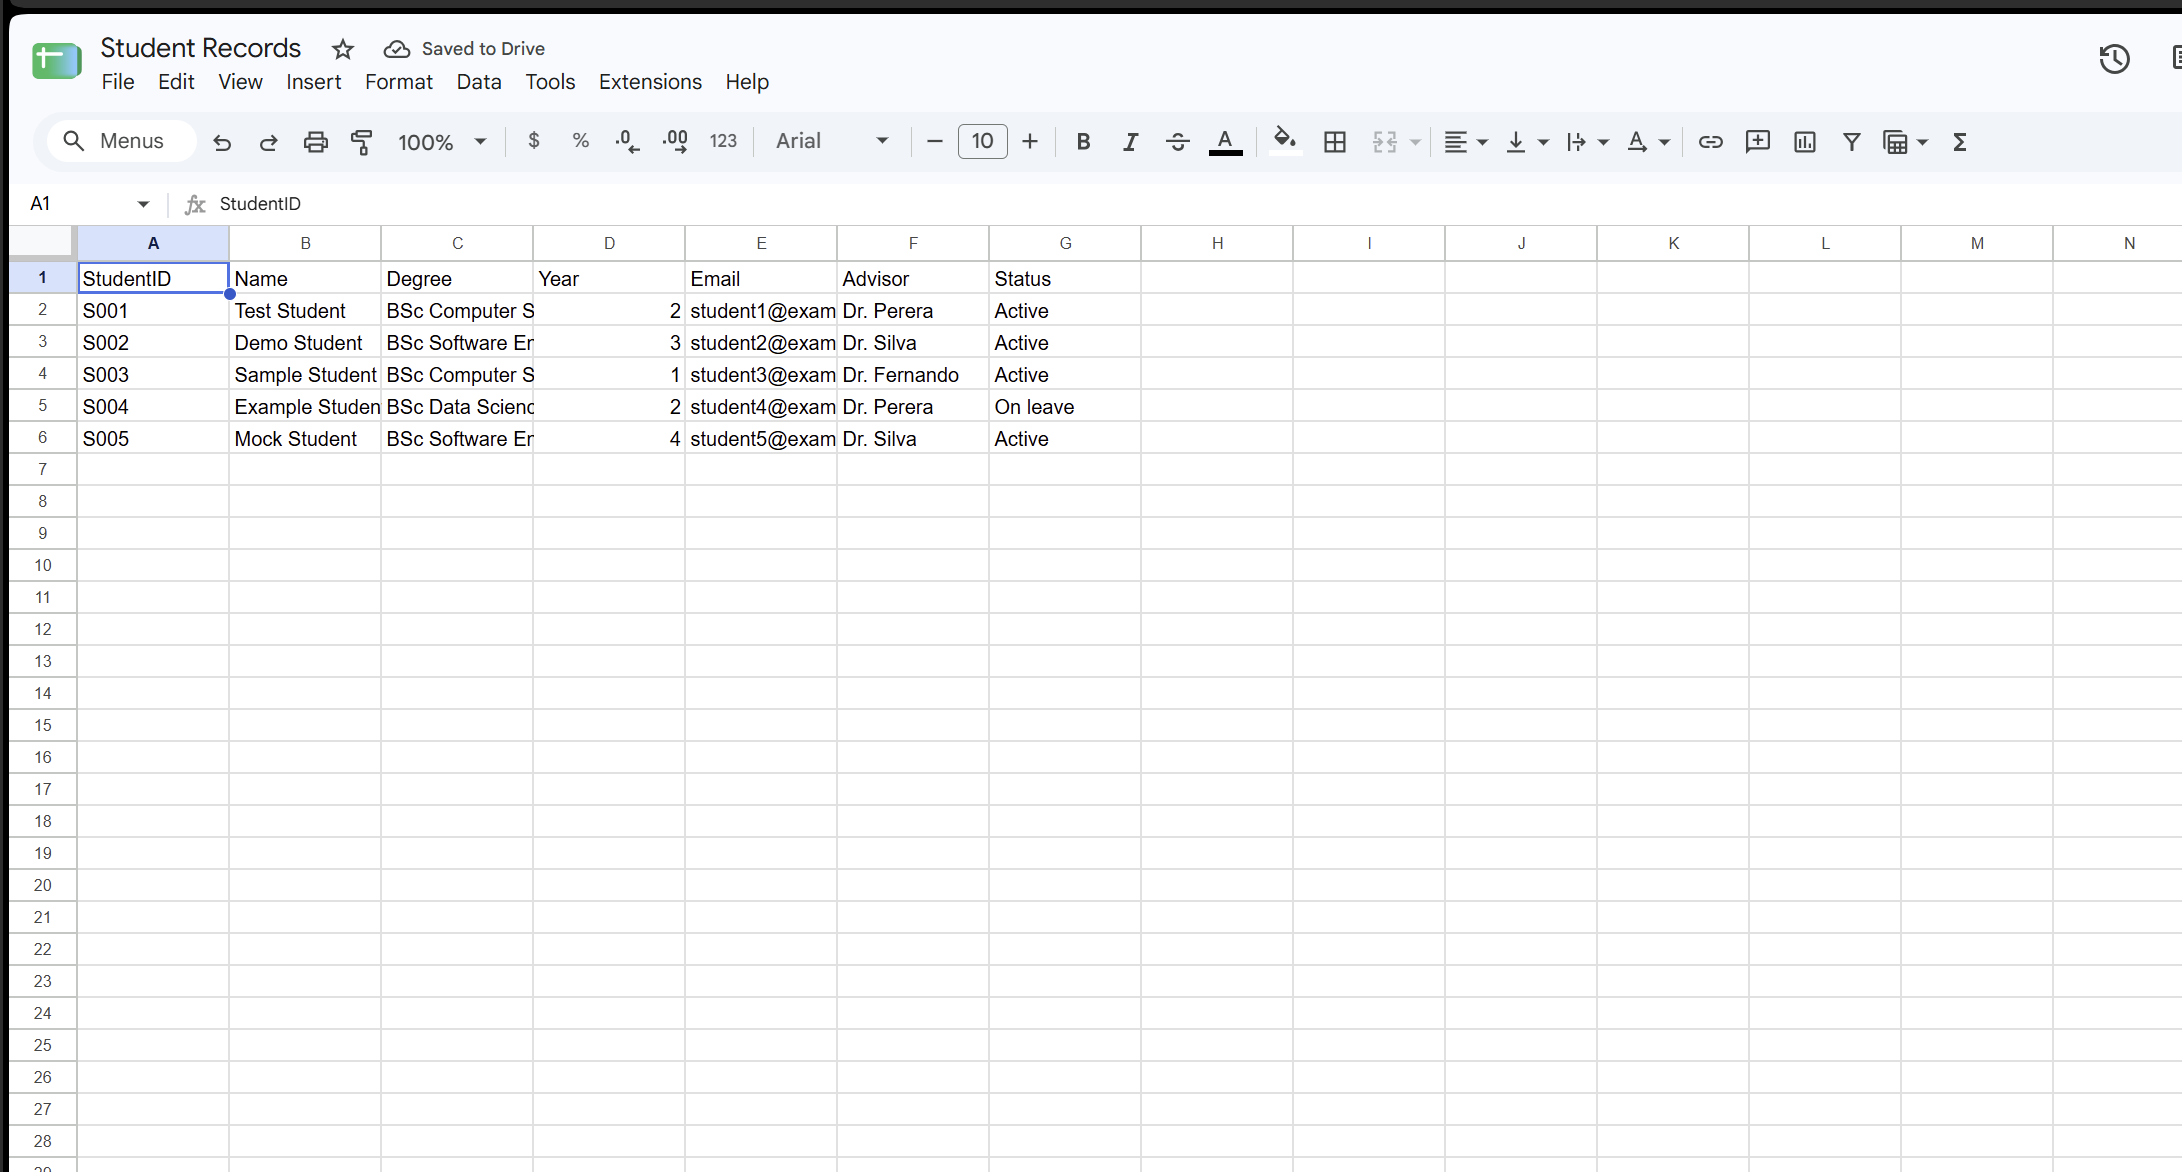 Student Records Saved to Drive
File Edit View Insert Format Data Tools Extensions Help
Menus 100% $ % .0 .00 123 Arial 10 B I A A Σ
A1 fx StudentID
A B C D E F G H I J K L M N
1 StudentID Name Degree Year Email Advisor Status
2 S001 Test Student BSc Computer S 2 student1@exam Dr. Perera Active
3 S002 Demo Student BSc Software En 3 student2@exam Dr. Silva Active
4 S003 Sample Student BSc Computer S 1 student3@exam Dr. Fernando Active
5 S004 Example Studen BSc Data Scienc 2 student4@exam Dr. Perera On leave
6 S005 Mock Student BSc Software En 4 student5@exam Dr. Silva Active
7
8
9
10
11
12
13
14
15
16
17
18
19
20
21
22
23
24
25
26
27
28